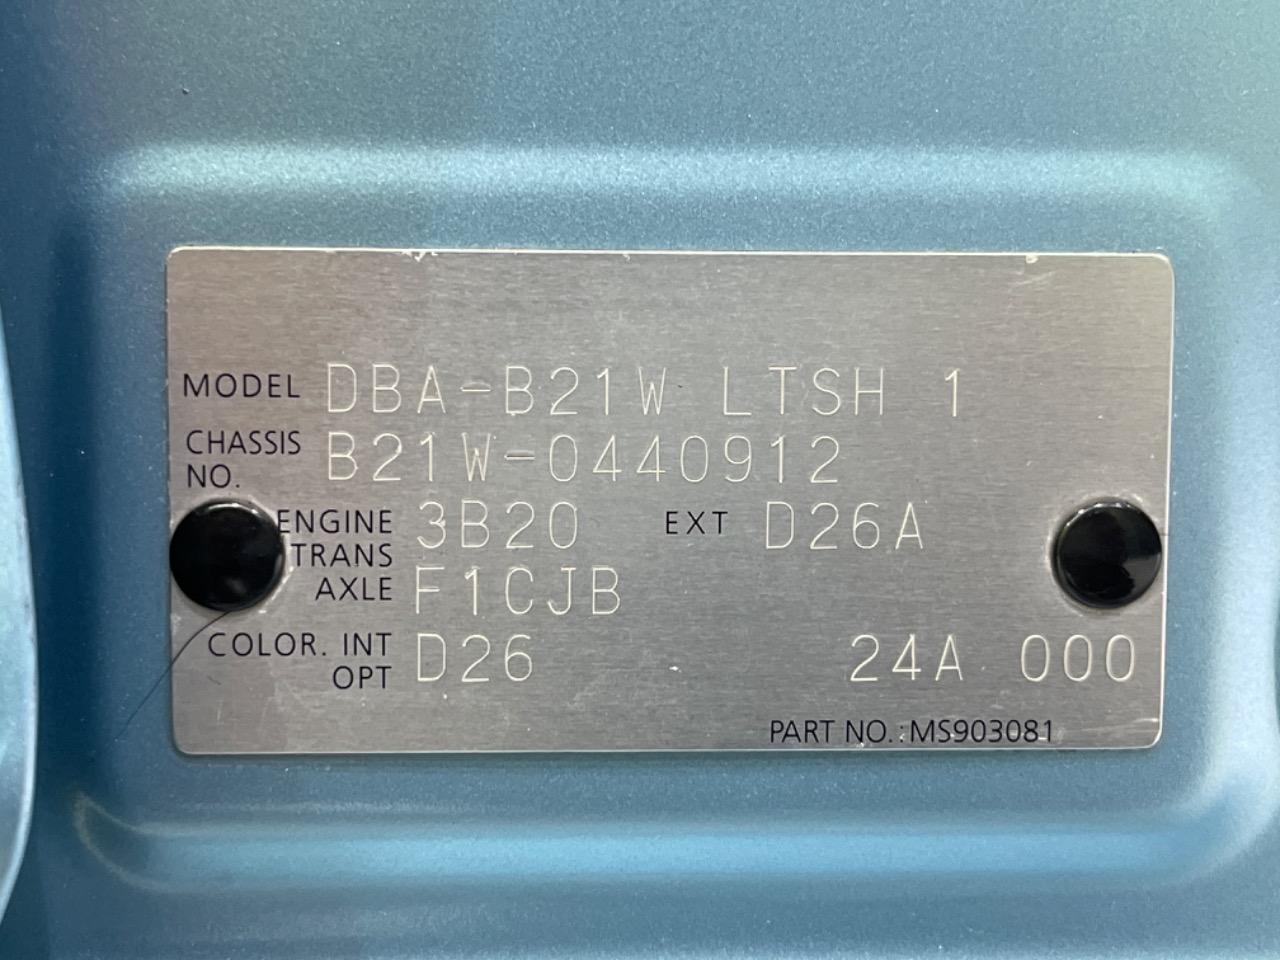 MODEL DBA-B21W LTSH 1
CHASSIS NO. B21W-0440912
ENGINE 3B20 EXT D26A
TRANS AXLE F1CJB
COLOR. INT OPT D26 24A 000
PART NO.:MS903081